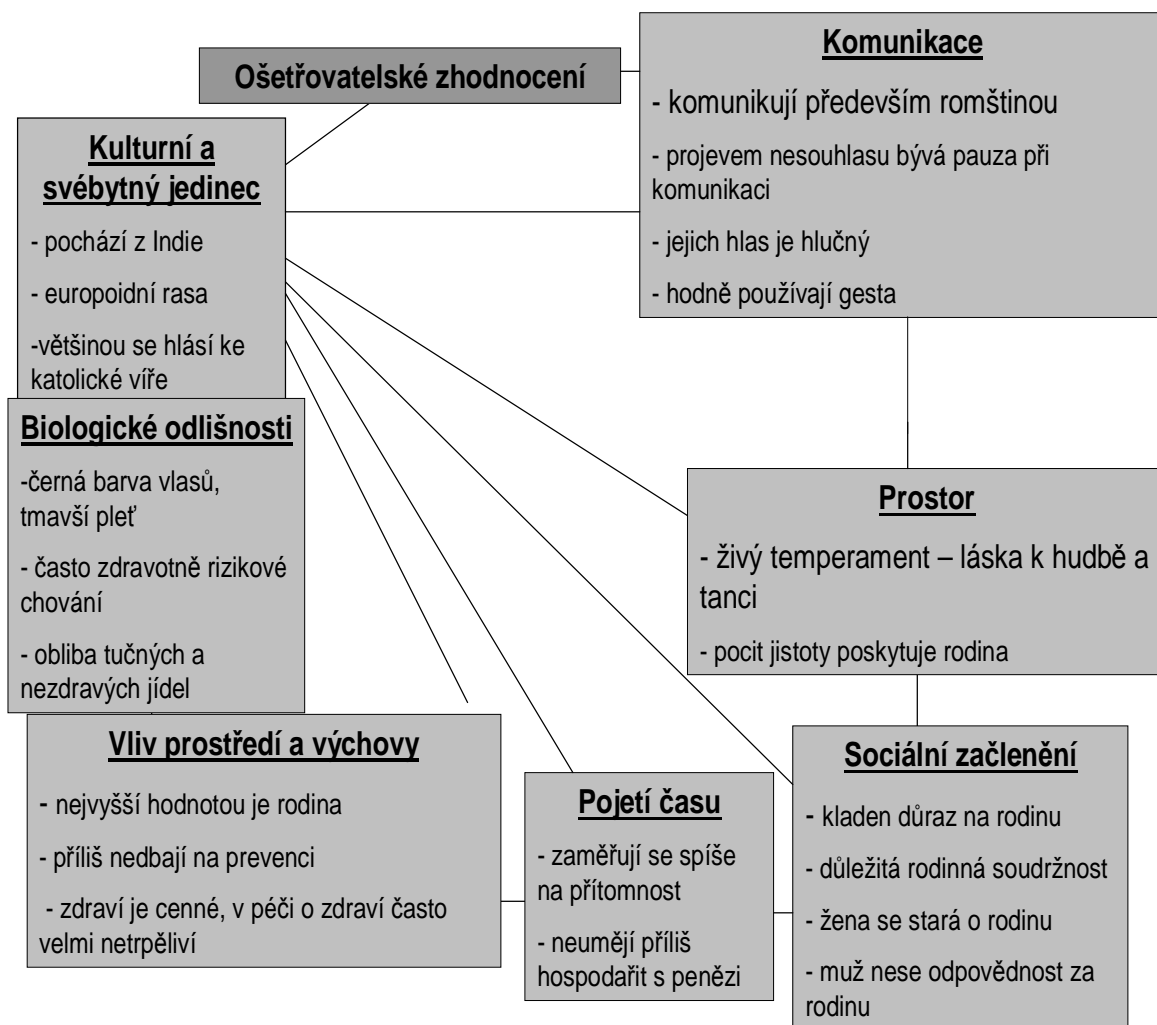 Ošetřovatelské zhodnocení
Komunikace
- komunikují především romštinou
- projevem nesouhlasu bývá pauza při
komunikaci
- jejich hlas je hlučný
- hodně používají gesta
Kulturní a
svébytný jedinec
- pochází z Indie
- europoidní rasa
-většinou se hlásí ke
katolické víře
Biologické odlišnosti
-černá barva vlasů,
tmavší pleť
- často zdravotně rizikové
chování
- obliba tučných a
nezdravých jídel
Prostor
- živý temperament – láska k hudbě a
tanci
- pocit jistoty poskytuje rodina
Vliv prostředí a výchovy
- nejvyšší hodnotou je rodina
- příliš nedbají na prevenci
- zdraví je cenné, v péči o zdraví často
velmi netrpěliví
Pojetí času
- zaměřují se spíše
na přítomnost
- neumějí příliš
hospodařit s penězi
Sociální začlenění
- kladen důraz na rodinu
- důležitá rodinná soudržnost
- žena se stará o rodinu
- muž nese odpovědnost za
rodinu